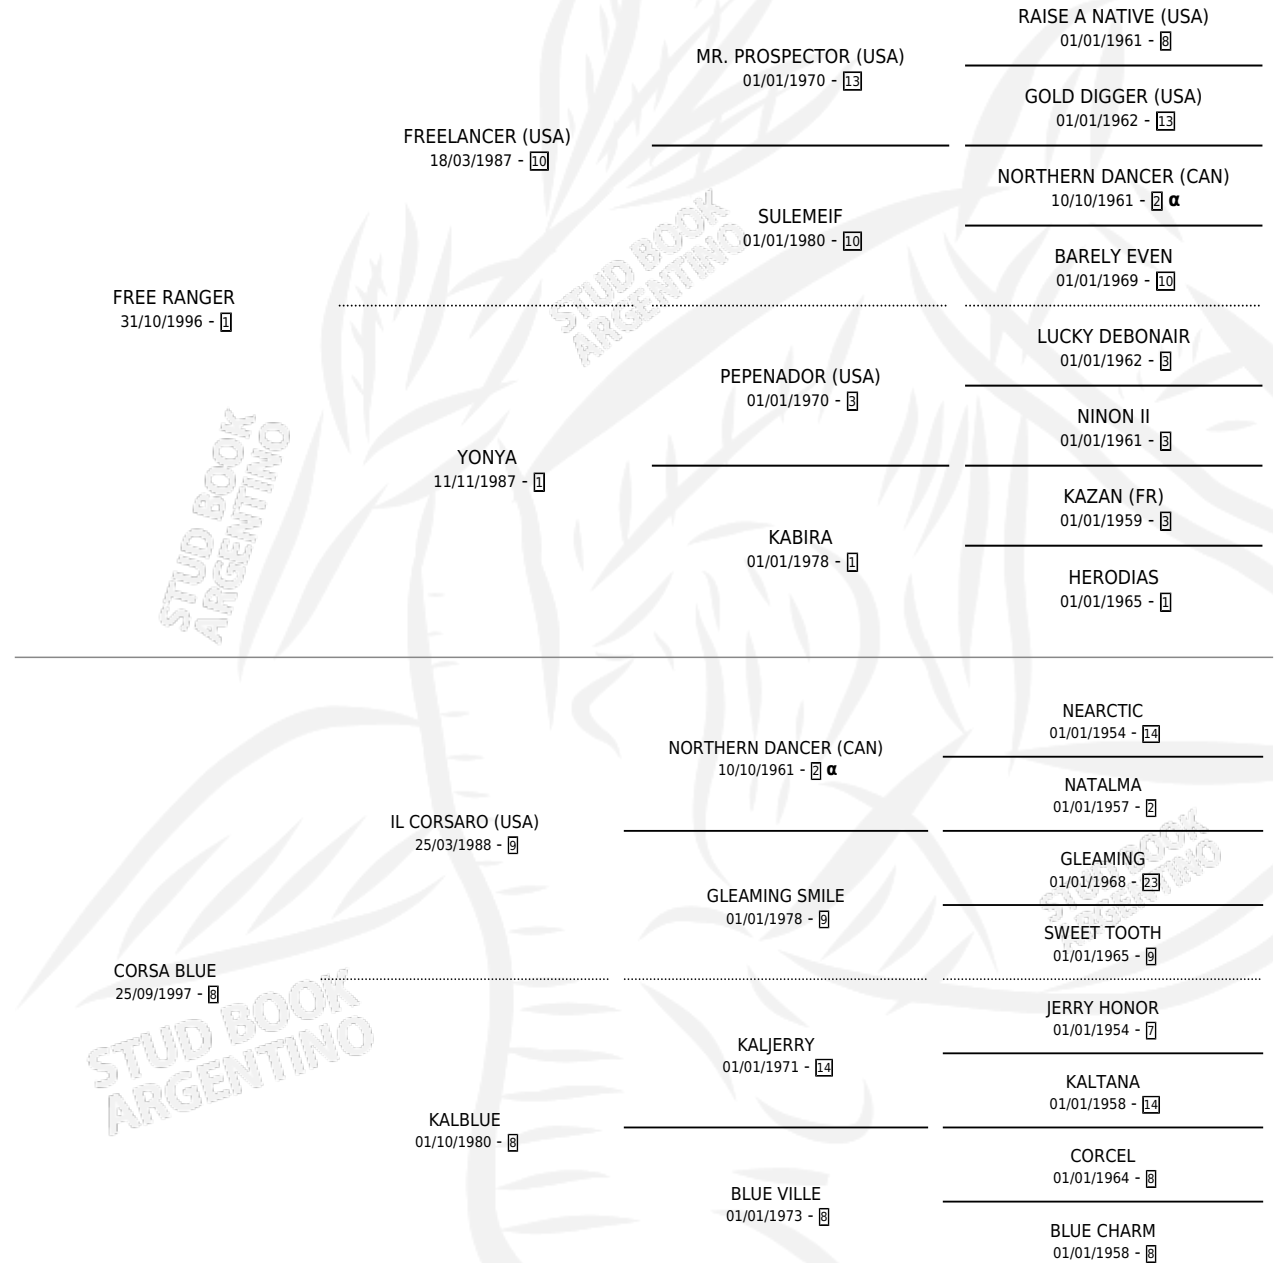 RAISE A NATIVE (USA)
01/01/1961 - 8
MR. PROSPECTOR (USA)
01/01/1970 - 13
GOLD DIGGER (USA)
01/01/1962 - 13
FREELANCER (USA)
18/03/1987 - 10
NORTHERN DANCER (CAN)
10/10/1961 - 2 α
SULEMEIF
01/01/1980 - 10
BARELY EVEN
01/01/1969 - 10
FREE RANGER
31/10/1996 - 1
LUCKY DEBONAIR
01/01/1962 - 3
PEPENADOR (USA)
01/01/1970 - 3
NINON II
01/01/1961 - 3
YONYA
11/11/1987 - 1
KAZAN (FR)
01/01/1959 - 3
KABIRA
01/01/1978 - 1
HERODIAS
01/01/1965 - 1
NEARCTIC
01/01/1954 - 14
NORTHERN DANCER (CAN)
10/10/1961 - 2 α
NATALMA
01/01/1957 - 2
IL CORSARO (USA)
25/03/1988 - 9
GLEAMING
01/01/1968 - 23
GLEAMING SMILE
01/01/1978 - 9
SWEET TOOTH
01/01/1965 - 9
CORSA BLUE
25/09/1997 - 8
JERRY HONOR
01/01/1954 - 7
KALJERRY
01/01/1971 - 14
KALTANA
01/01/1958 - 14
KALBLUE
01/10/1980 - 8
CORCEL
01/01/1964 - 8
BLUE VILLE
01/01/1973 - 8
BLUE CHARM
01/01/1958 - 8
STUD BOOK
ARGENTINO
STUD BOOK
ARGENTINO
STUD BOOK
ARGENTINO
STUD BOOK
ARGENTINO